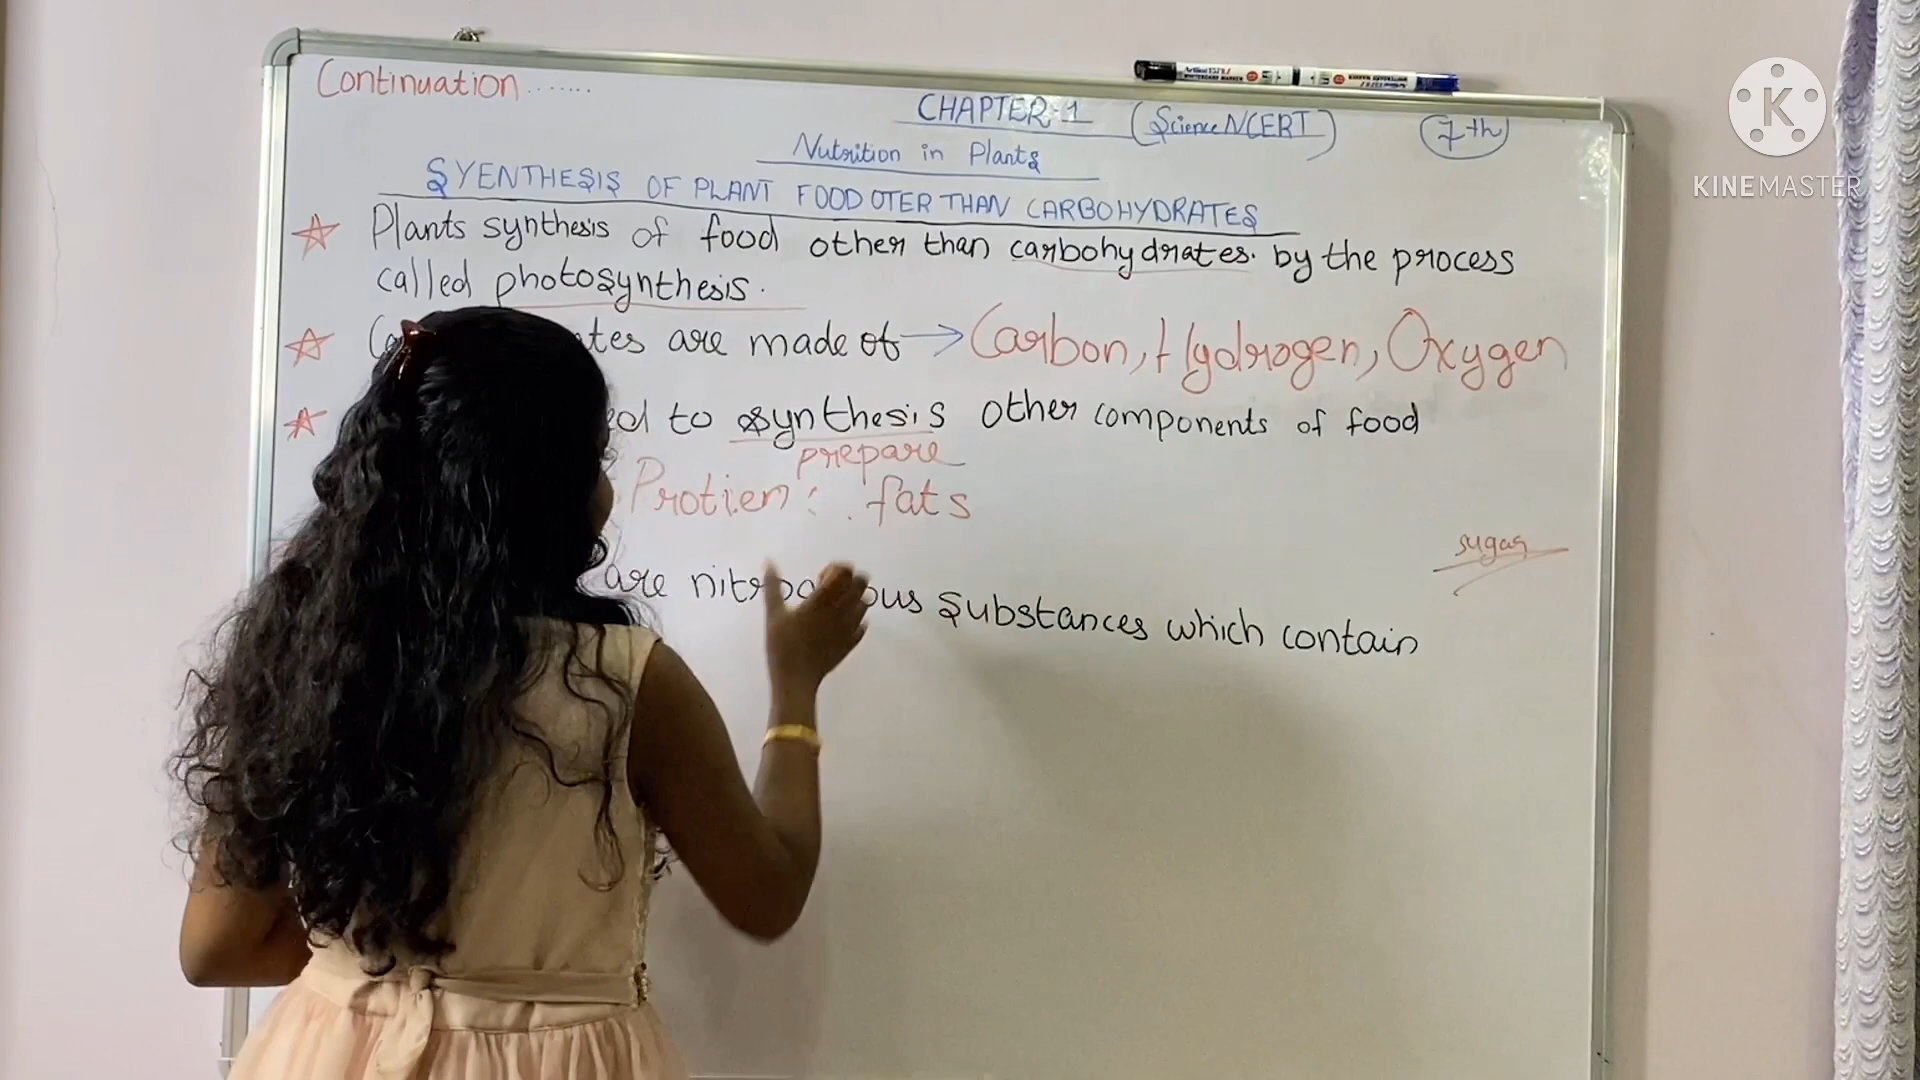 Continuation.......
CHAPTER-1 (Science NCERT) 7th
Nutrition in Plants
SYENTHESIS OF PLANT FOOD OTER THAN CARBOHYDRATES
Plants synthesis of food other than carbohydrates. by the process
called photosynthesis.
are made of → Carbon, Hydrogen, Oxygen
to synthesis other components of food
prepare
Protien : . fats
sugar
are substances which contain
KINEMASTER